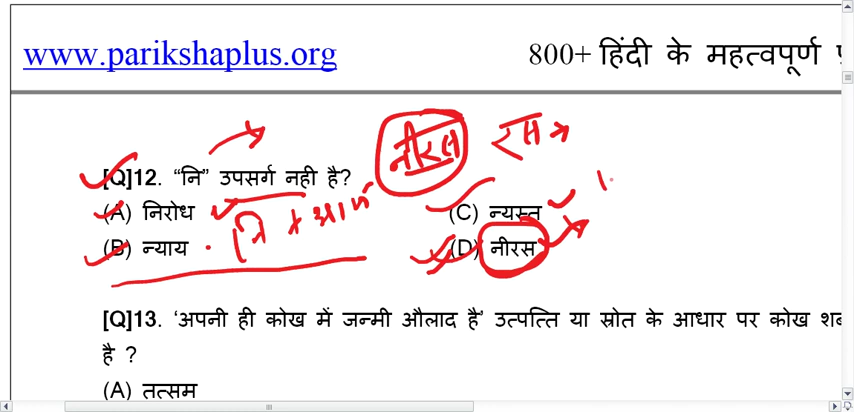 www.parikshaplus.org 800+ हिंदी के महत्वपूर्ण
नीरस रस
[Q]12. “नि” उपसर्ग नही है?
(A) निरोध (C) न्यस्त
नि + आय
(B) न्याय (D) नीरस
[Q]13. ‘अपनी ही कोख में जन्मी औलाद है’ उत्पत्ति या स्रोत के आधार पर कोख
है ?
(A) तत्सम